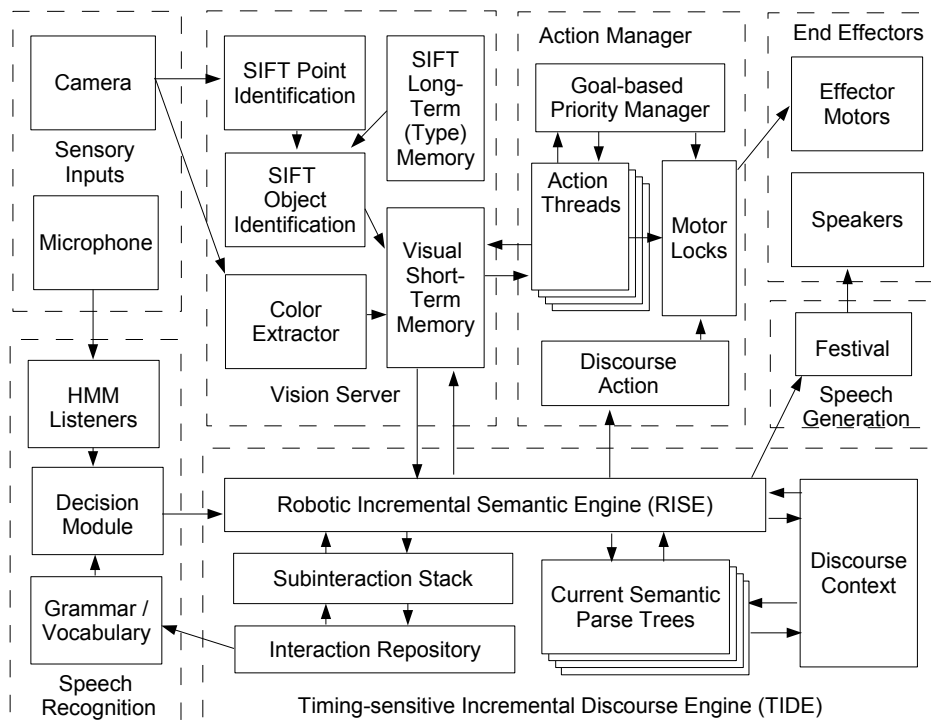 Camera
Sensory
Inputs
Microphone
SIFT Point
Identification
SIFT
Long-
Term
(Type)
Memory
SIFT
Object
Identification
Color
Extractor
Visual
Short-
Term
Memory
Vision Server
Action Manager
Goal-based
Priority Manager
Action
Threads
Motor
Locks
Discourse
Action
End Effectors
Effector
Motors
Speakers
Festival
Speech
Generation
HMM
Listeners
Decision
Module
Grammar /
Vocabulary
Speech
Recognition
Robotic Incremental Semantic Engine (RISE)
Subinteraction Stack
Interaction Repository
Current Semantic
Parse Trees
Discourse
Context
Timing-sensitive Incremental Discourse Engine (TIDE)